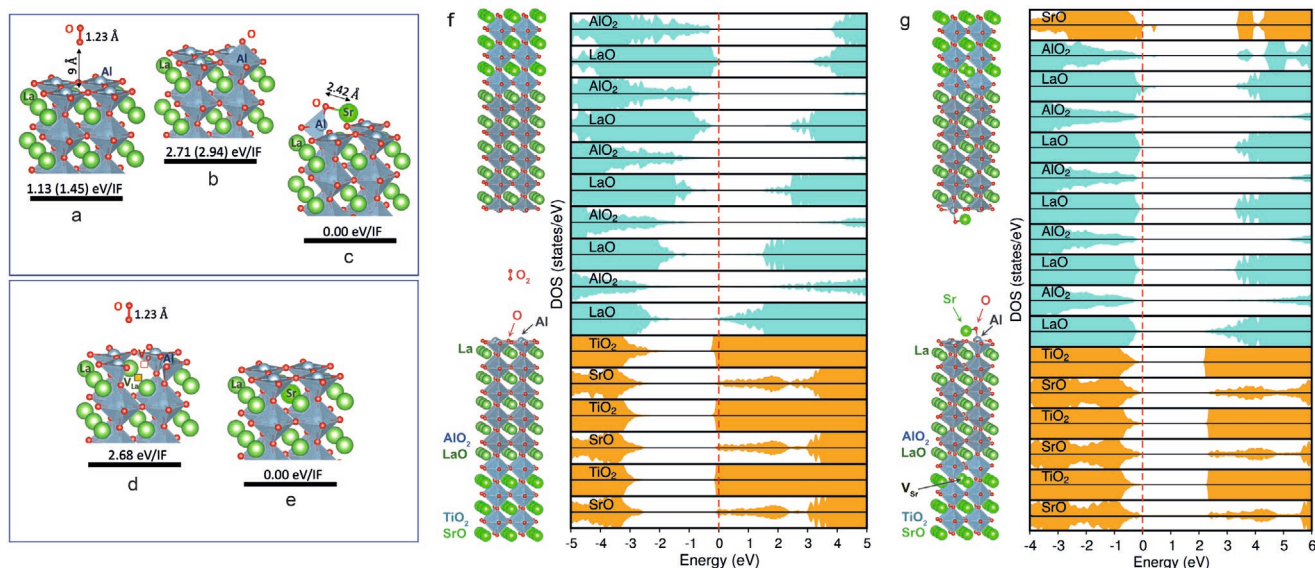 O
1.23 Å
9 Å
La
Al
1.13 (1.45) eV/IF
a
O
La
Al
2.71 (2.94) eV/IF
b
2.42 Å
O
Sr
Al
La
0.00 eV/IF
c
O
1.23 Å
La
V_O
Al
V_La
2.68 eV/IF
d
La
Sr
0.00 eV/IF
e
f
O₂
O
Al
La
AlO₂
LaO
TiO₂
SrO
DOS (states/eV)
AlO₂
LaO
AlO₂
LaO
AlO₂
LaO
AlO₂
LaO
AlO₂
LaO
TiO₂
SrO
TiO₂
SrO
TiO₂
SrO
-5 -4 -3 -2 -1 0 1 2 3 4 5
Energy (eV)
g
Sr
O
Al
La
AlO₂
LaO
V_Sr
TiO₂
SrO
DOS (states/eV)
SrO
AlO₂
LaO
AlO₂
LaO
AlO₂
LaO
AlO₂
LaO
AlO₂
LaO
TiO₂
SrO
TiO₂
SrO
TiO₂
SrO
-4 -3 -2 -1 0 1 2 3 4 5 6
Energy (eV)